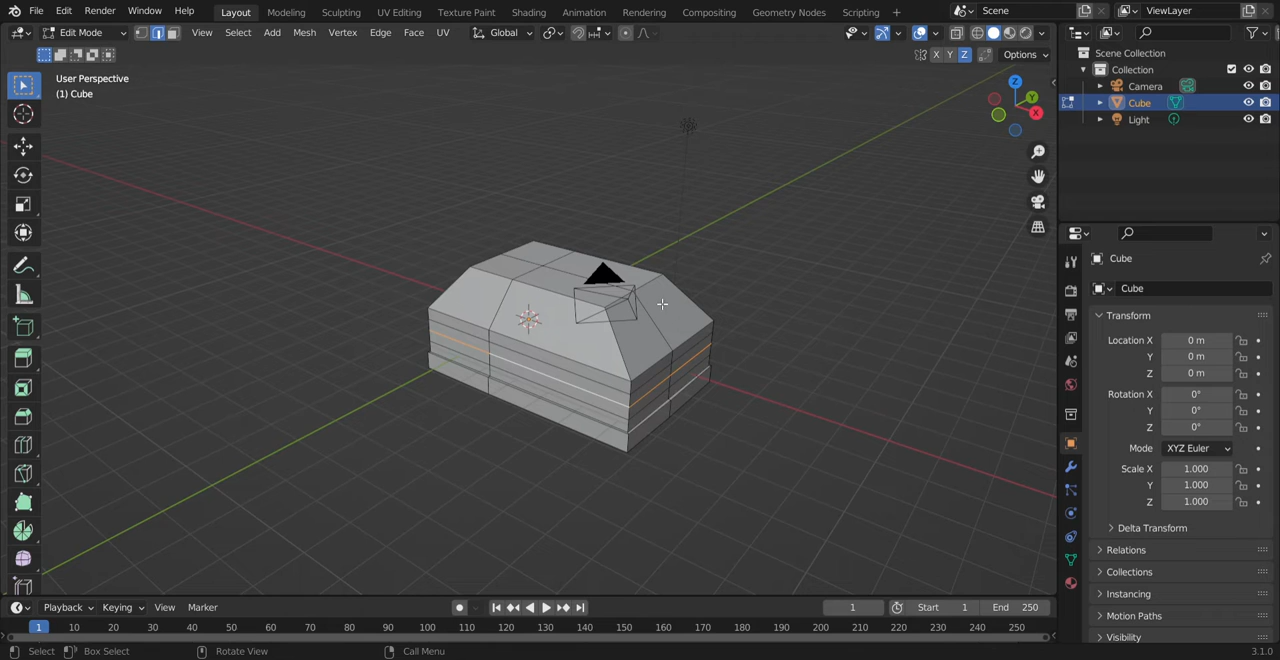 File Edit Render Window Help Layout Modeling Sculpting UV Editing Texture Paint Shading Animation Rendering Compositing Geometry Nodes Scripting + Scene ViewLayer
Edit Mode View Select Add Mesh Vertex Edge Face UV Global
X Y Z Options
User Perspective
(1) Cube
Z
Y
X
Scene Collection
Collection
Camera
Cube
Light
Cube
Cube
Transform
Location X 0 m
Y 0 m
Z 0 m
Rotation X 0°
Y 0°
Z 0°
Mode XYZ Euler
Scale X 1.000
Y 1.000
Z 1.000
Delta Transform
Relations
Collections
Instancing
Motion Paths
Visibility
Playback Keying View Marker 1 Start 1 End 250
1 10 20 30 40 50 60 70 80 90 100 110 120 130 140 150 160 170 180 190 200 210 220 230 240 250
Select Box Select Rotate View Call Menu 3.1.0